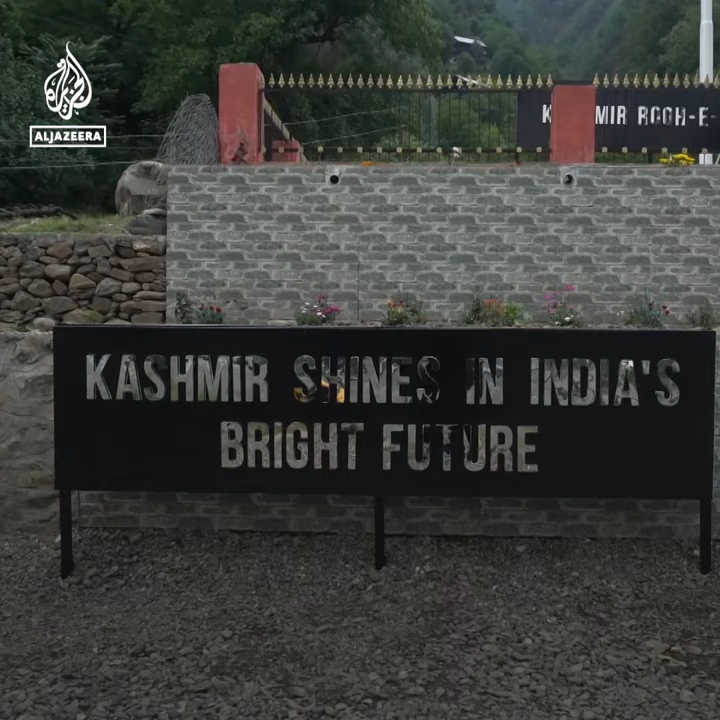 ALJAZEERA
K MIR ROOH-E-
KASHMIR SHINES IN INDIA'S
BRIGHT FUTURE